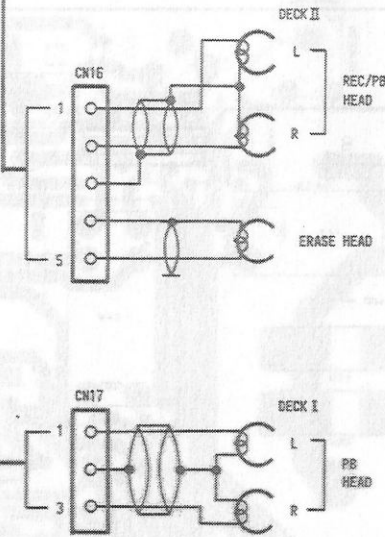 DECK II
L
CN16
REC/PB
HEAD
1
R
ERASE HEAD
5
CN17
DECK I
1
L
PB
HEAD
3
R